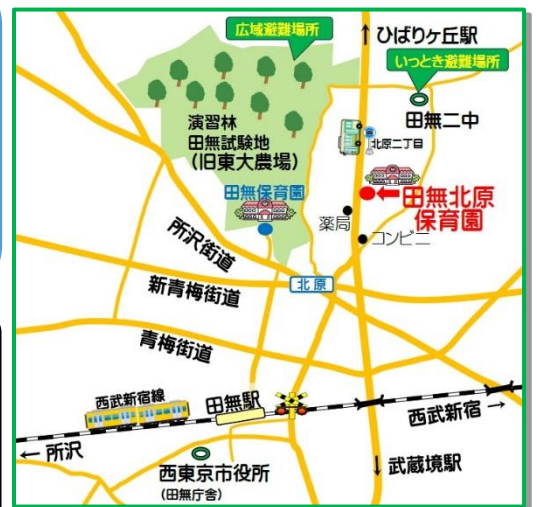 広域避難場所
↑ ひばりヶ丘駅
いっとき避難場所
田無二中
演習林
田無試験地
(旧東大農場)
北原二丁目
田無保育園
田無北原
保育園
薬局
コンビニ
所沢街道
北原
新青梅街道
青梅街道
西武新宿線
田無駅
西武新宿 →
← 所沢
西東京市役所
(田無庁舎)
↓ 武蔵境駅